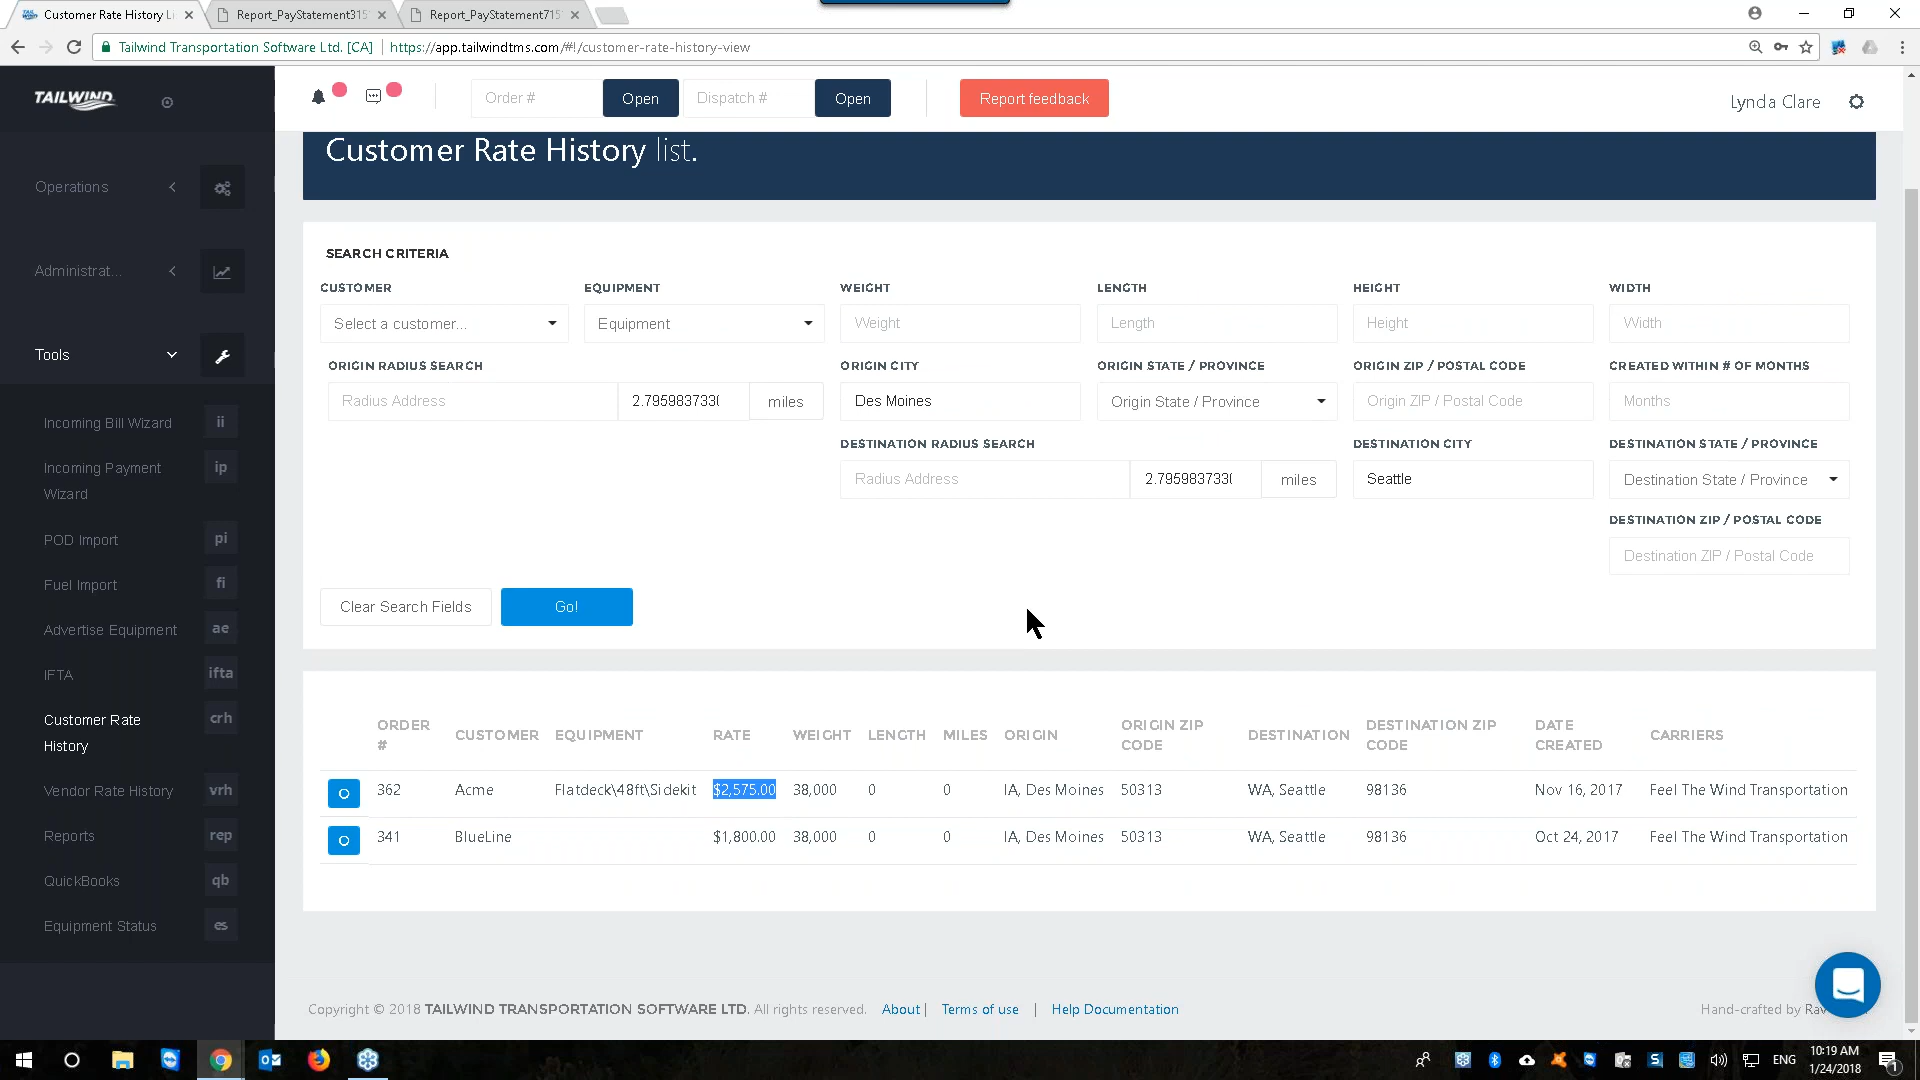 Customer Rate History Li
Report_PayStatement315
Report_PayStatement715
Tailwind Transportation Software Ltd. [CA]
https://app.tailwindtms.com/#!/customer-rate-history-view
TAILWIND
Order #
Open
Dispatch #
Open
Report feedback
Lynda Clare
Operations
Administrat...
Tools
Incoming Bill Wizard
ii
Incoming Payment
Wizard
ip
POD Import
pi
Fuel Import
fi
Advertise Equipment
ae
IFTA
ifta
Customer Rate
History
crh
Vendor Rate History
vrh
Reports
rep
QuickBooks
qb
Equipment Status
es
Customer Rate History list.
SEARCH CRITERIA
CUSTOMER
EQUIPMENT
WEIGHT
LENGTH
HEIGHT
WIDTH
Select a customer...
Equipment
Weight
Length
Height
Width
ORIGIN RADIUS SEARCH
ORIGIN CITY
ORIGIN STATE / PROVINCE
ORIGIN ZIP / POSTAL CODE
CREATED WITHIN # OF MONTHS
Radius Address
2.795983733(
miles
Des Moines
Origin State / Province
Origin ZIP / Postal Code
Months
DESTINATION RADIUS SEARCH
DESTINATION CITY
DESTINATION STATE / PROVINCE
Radius Address
2.795983733(
miles
Seattle
Destination State / Province
DESTINATION ZIP / POSTAL CODE
Destination ZIP / Postal Code
Clear Search Fields
Go!
ORDER #
CUSTOMER
EQUIPMENT
RATE
WEIGHT
LENGTH
MILES
ORIGIN
ORIGIN ZIP CODE
DESTINATION
DESTINATION ZIP CODE
DATE CREATED
CARRIERS
O 362 Acme Flatdeck\48ft\Sidekit $2,575.00 38,000 0 0 IA, Des Moines 50313 WA, Seattle 98136 Nov 16, 2017 Feel The Wind Transportation
O 341 BlueLine $1,800.00 38,000 0 0 IA, Des Moines 50313 WA, Seattle 98136 Oct 24, 2017 Feel The Wind Transportation
Copyright © 2018 TAILWIND TRANSPORTATION SOFTWARE LTD. All rights reserved. About | Terms of use | Help Documentation
Hand-crafted by Rav
ENG
10:19 AM
1/24/2018
1